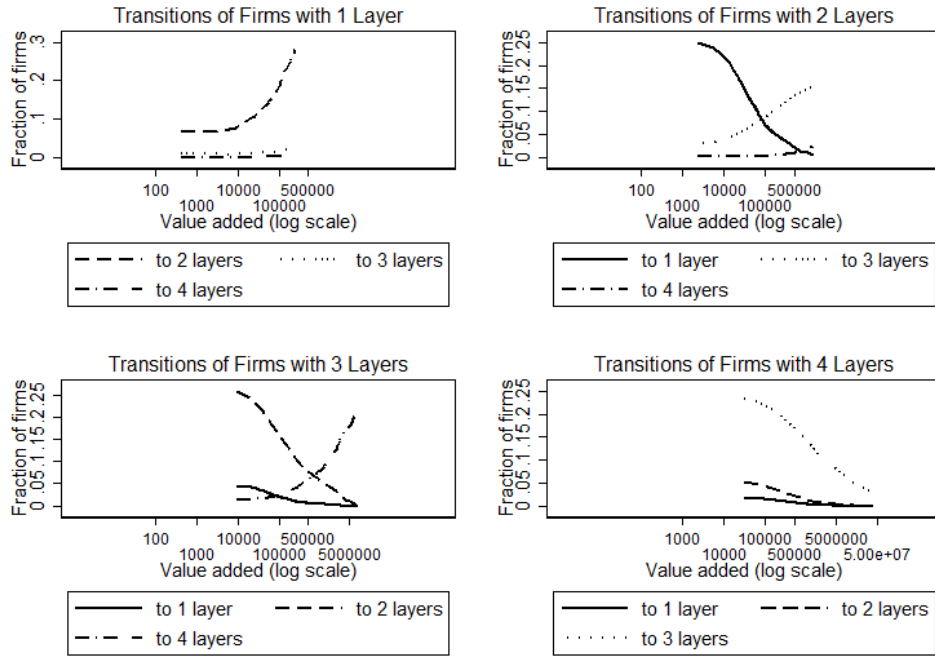 Transitions of Firms with 1 Layer
Fraction of firms
0 .1 .2 .3
100 10000 500000
1000 100000
Value added (log scale)
to 2 layers to 3 layers
to 4 layers
Transitions of Firms with 2 Layers
Fraction of firms
0 .05 .1 .15 .2 .25
100 10000 500000
1000 100000
Value added (log scale)
to 1 layer to 3 layers
to 4 layers
Transitions of Firms with 3 Layers
Fraction of firms
0 .05 .1 .15 .2 .25
100 10000 500000
1000 100000 5000000
Value added (log scale)
to 1 layer to 2 layers
to 4 layers
Transitions of Firms with 4 Layers
Fraction of firms
0 .05 .1 .15 .2 .25
1000 100000 5000000
10000 500000 5.00e+07
Value added (log scale)
to 1 layer to 2 layers
to 3 layers